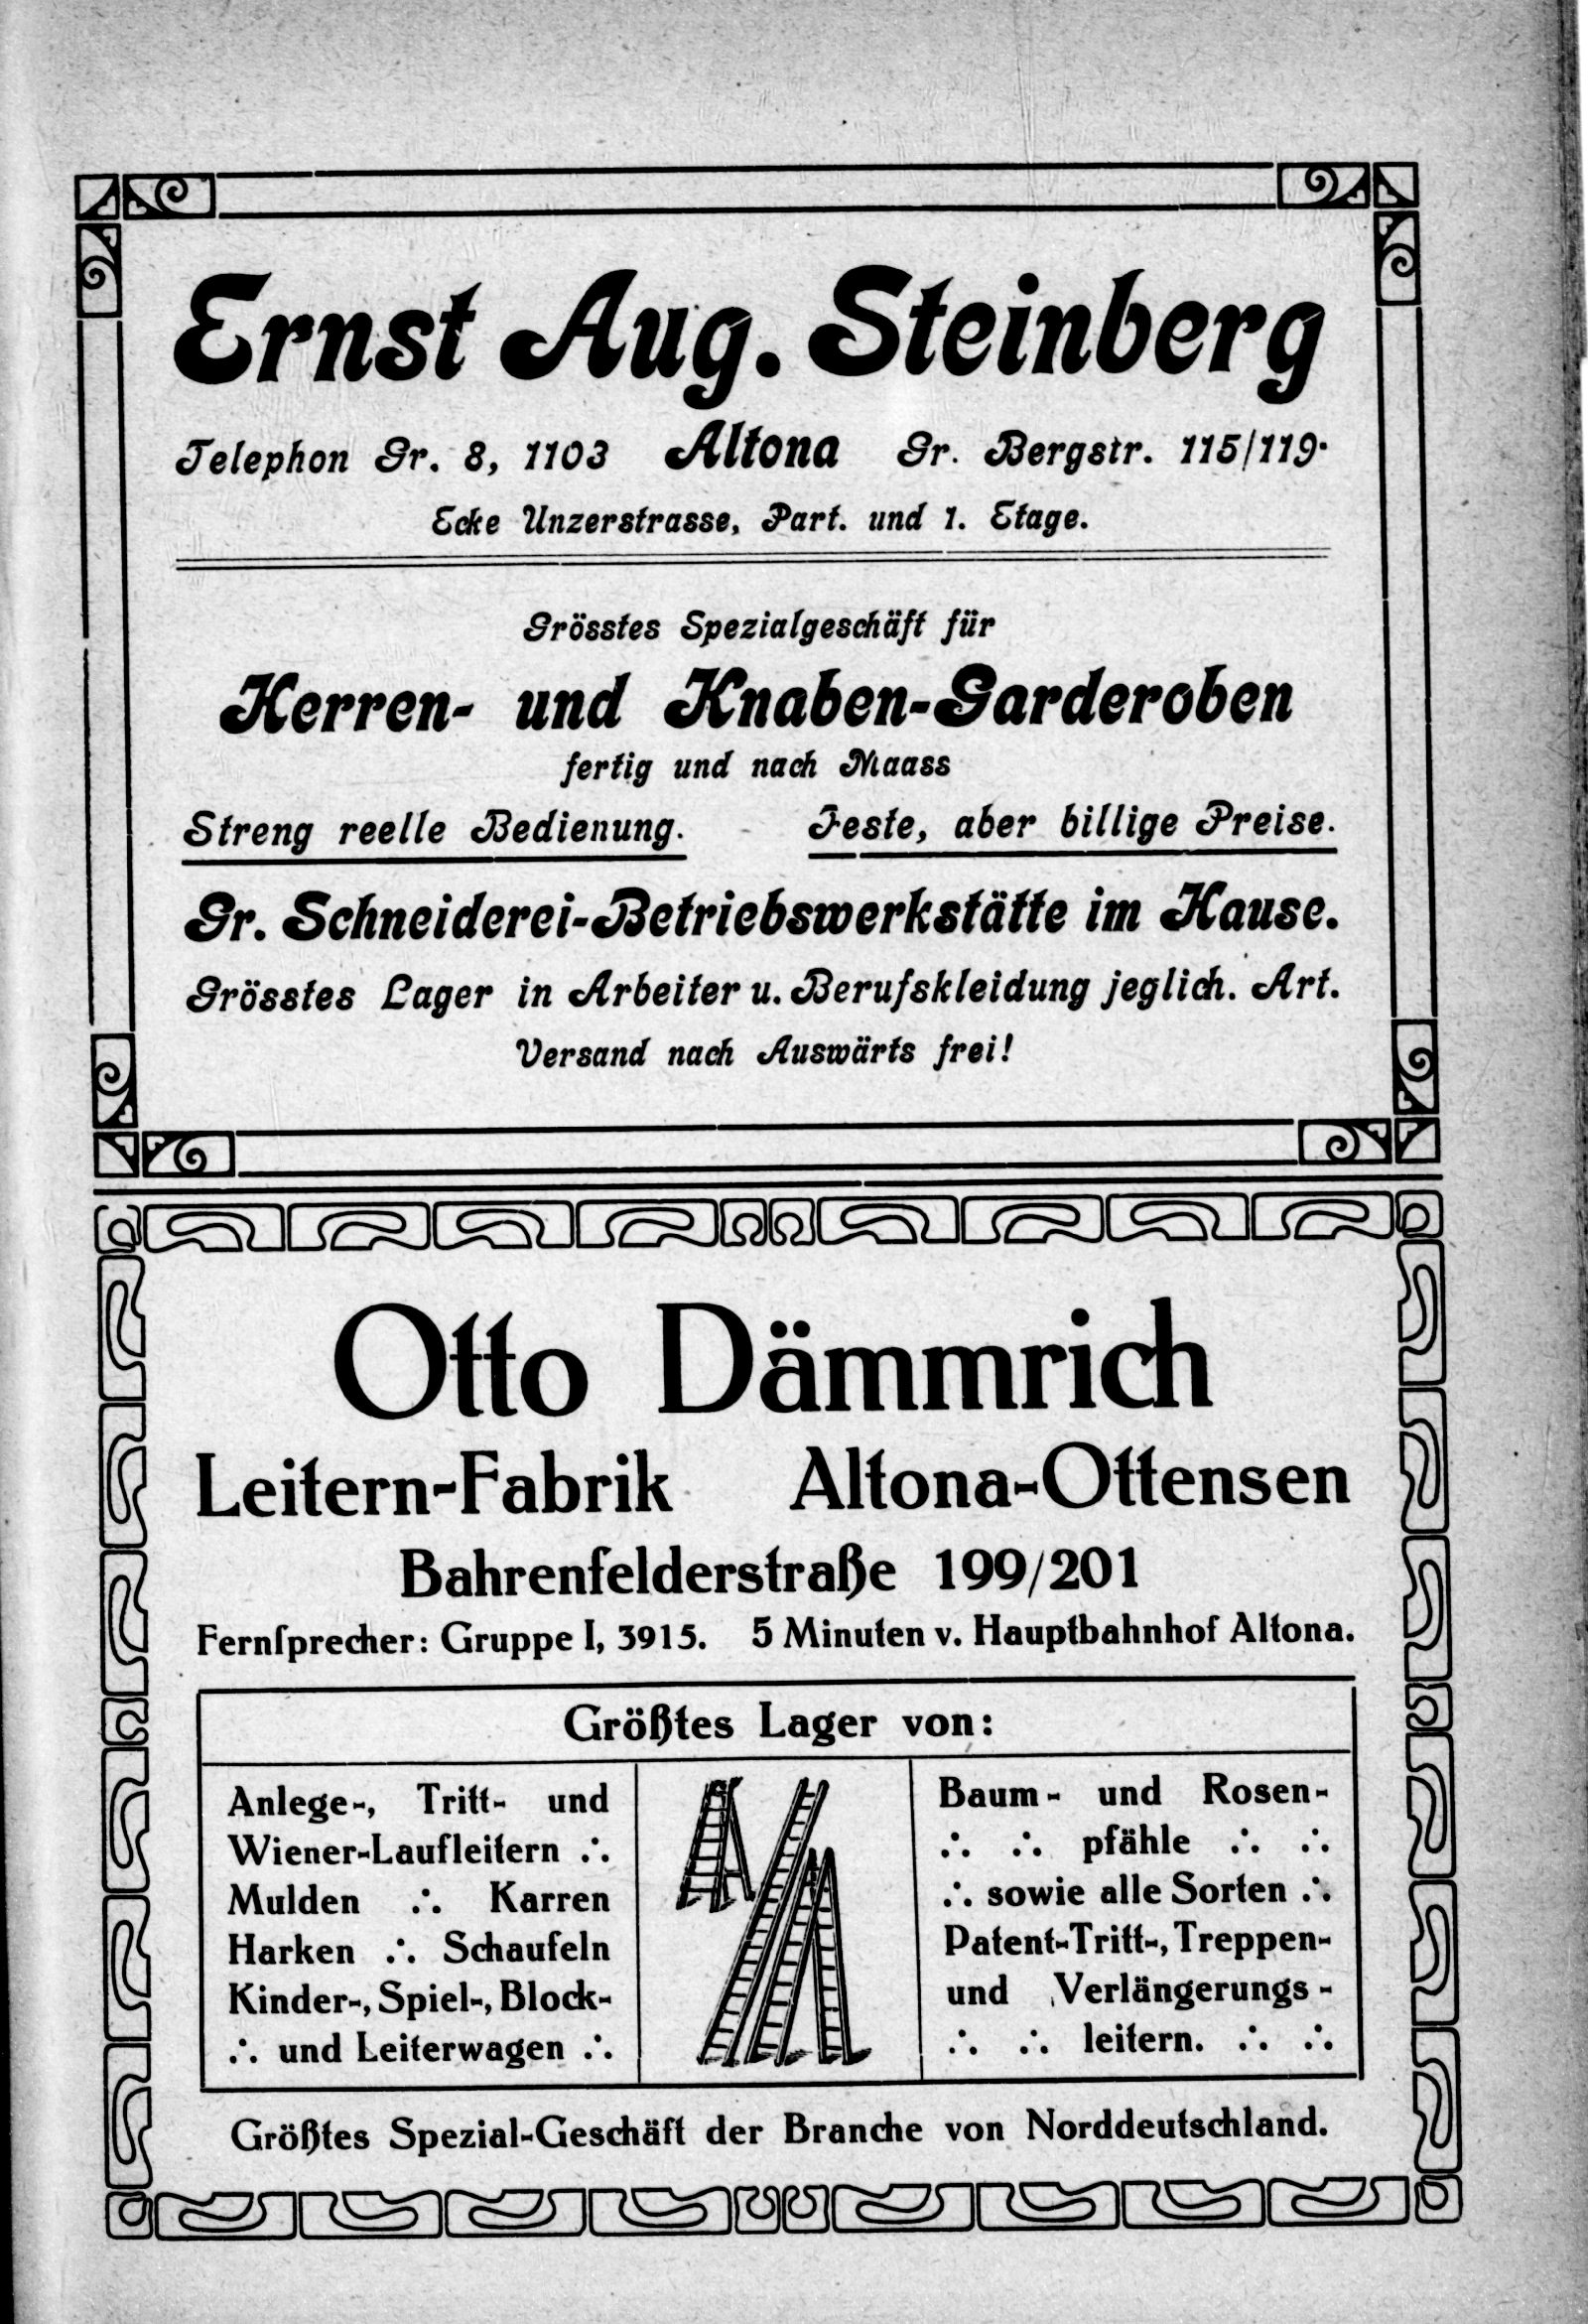 Ernst Aug. Steinberg
Telephon Gr. 8, 1103 Altona Gr. Bergstr. 115/119.
Ecke Unzerstrasse, Part. und 1. Etage.
Grösstes Spezialgeschäft für
Herren- und Knaben-Garderoben
fertig und nach Maass
Streng reelle Bedienung. Feste, aber billige Preise.
Gr. Schneiderei-Betriebswerkstätte im Hause.
Grösstes Lager in Arbeiter u. Berufskleidung jeglich. Art.
Versand nach Auswärts frei!
Otto Dämmrich
Leitern-Fabrik Altona-Ottensen
Bahrenfelderstraße 199/201
Fernſprecher: Gruppe I, 3915. 5 Minuten v. Hauptbahnhof Altona.
Größtes Lager von:
Anlege-, Tritt- und
Wiener-Laufleitern ∴
Mulden ∴ Karren
Harken ∴ Schaufeln
Kinder-, Spiel-, Block-
∴ und Leiterwagen ∴
Baum- und Rosen-
∴ ∴ pfähle ∴ ∴
∴ sowie alle Sorten ∴
Patent-Tritt-, Treppen-
und Verlängerungs-
∴ ∴ leitern. ∴ ∴
Größtes Spezial-Geschäft der Branche von Norddeutschland.